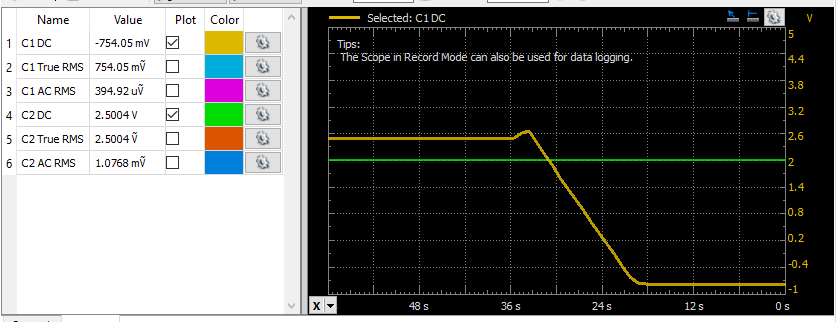 Name Value Plot Color
1 C1 DC -754.05 mV
2 C1 True RMS 754.05 mṼ
3 C1 AC RMS 394.92 uṼ
4 C2 DC 2.5004 V
5 C2 True RMS 2.5004 Ṽ
6 C2 AC RMS 1.0768 mṼ
Selected: C1 DC
V
Tips:
The Scope in Record Mode can also be used for data logging.
5
4.4
3.8
3.2
2.6
2
1.4
0.8
0.2
-0.4
-1
X
48 s 36 s 24 s 12 s 0 s